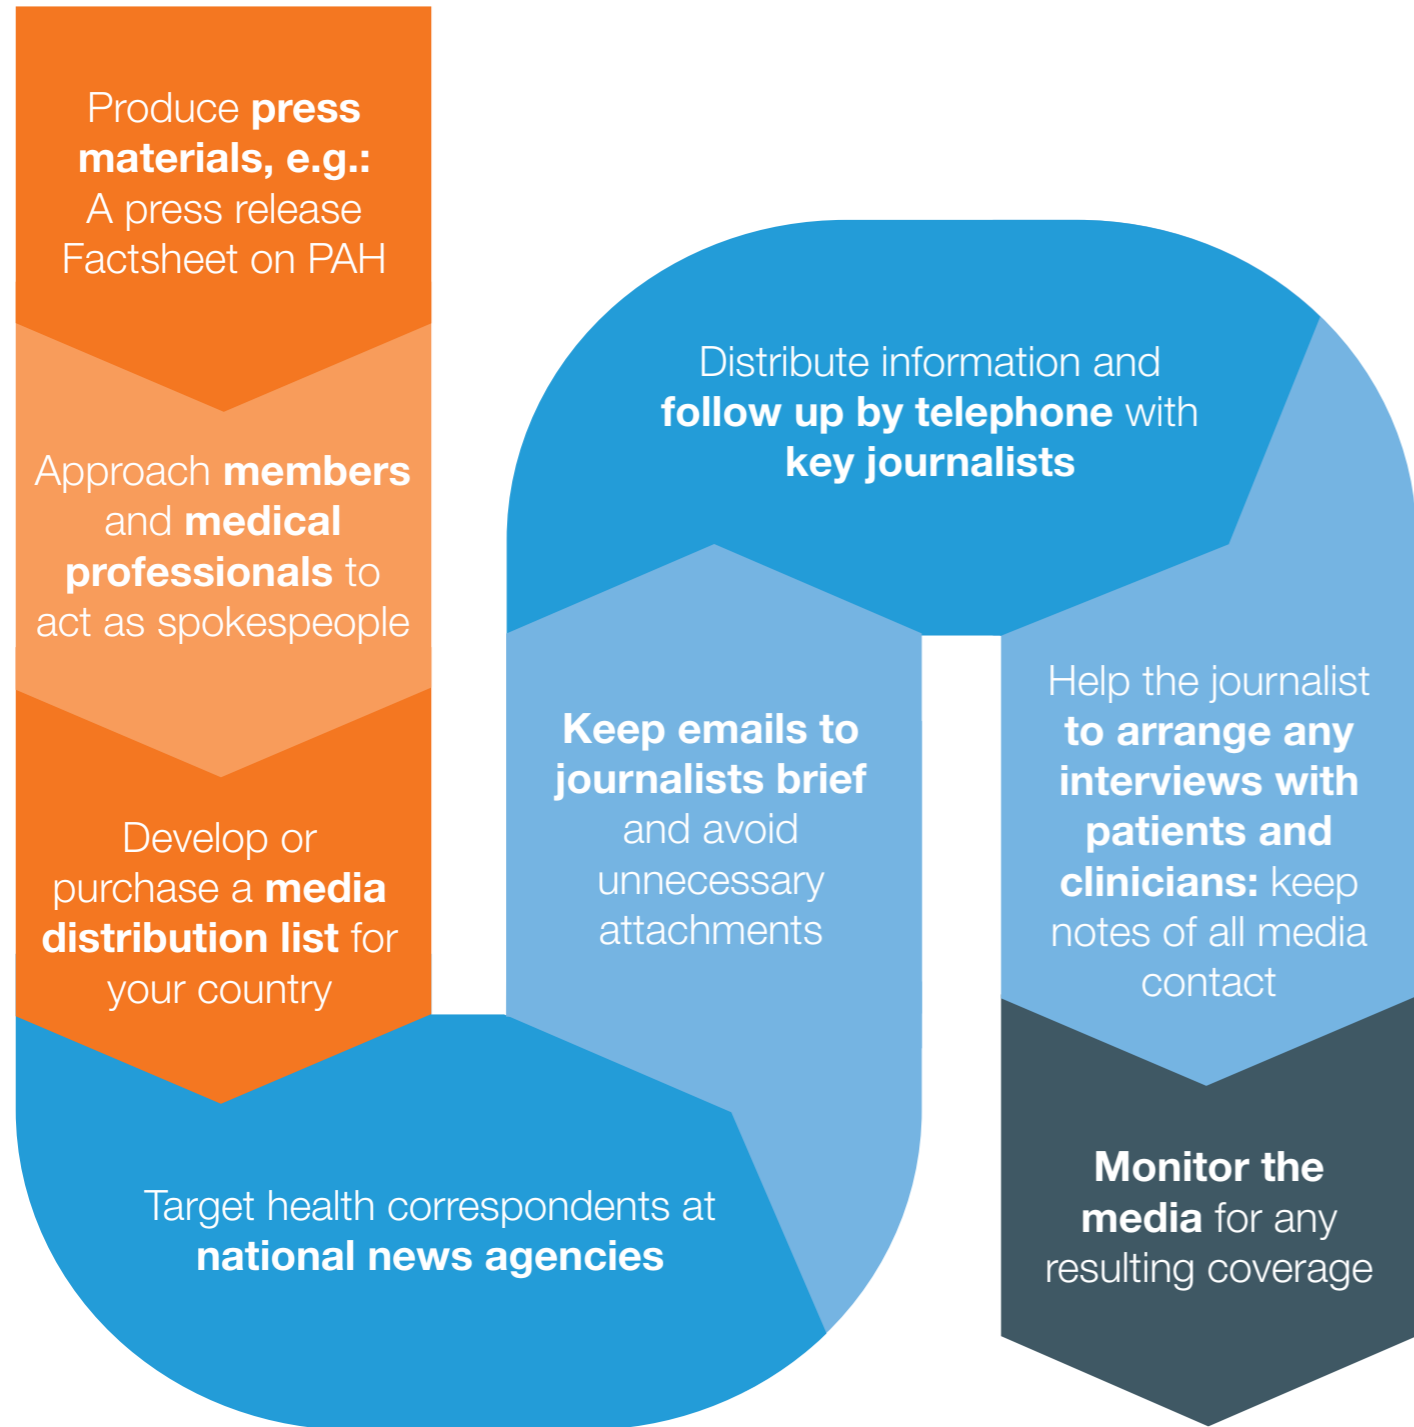 Produce press
materials, e.g.:
A press release
Factsheet on PAH
Approach members
and medical
professionals to
act as spokespeople
Develop or
purchase a media
distribution list for
your country
Target health correspondents at
national news agencies
Keep emails to
journalists brief
and avoid
unnecessary
attachments
Distribute information and
follow up by telephone with
key journalists
Help the journalist
to arrange any
interviews with
patients and
clinicians: keep
notes of all media
contact
Monitor the
media for any
resulting coverage